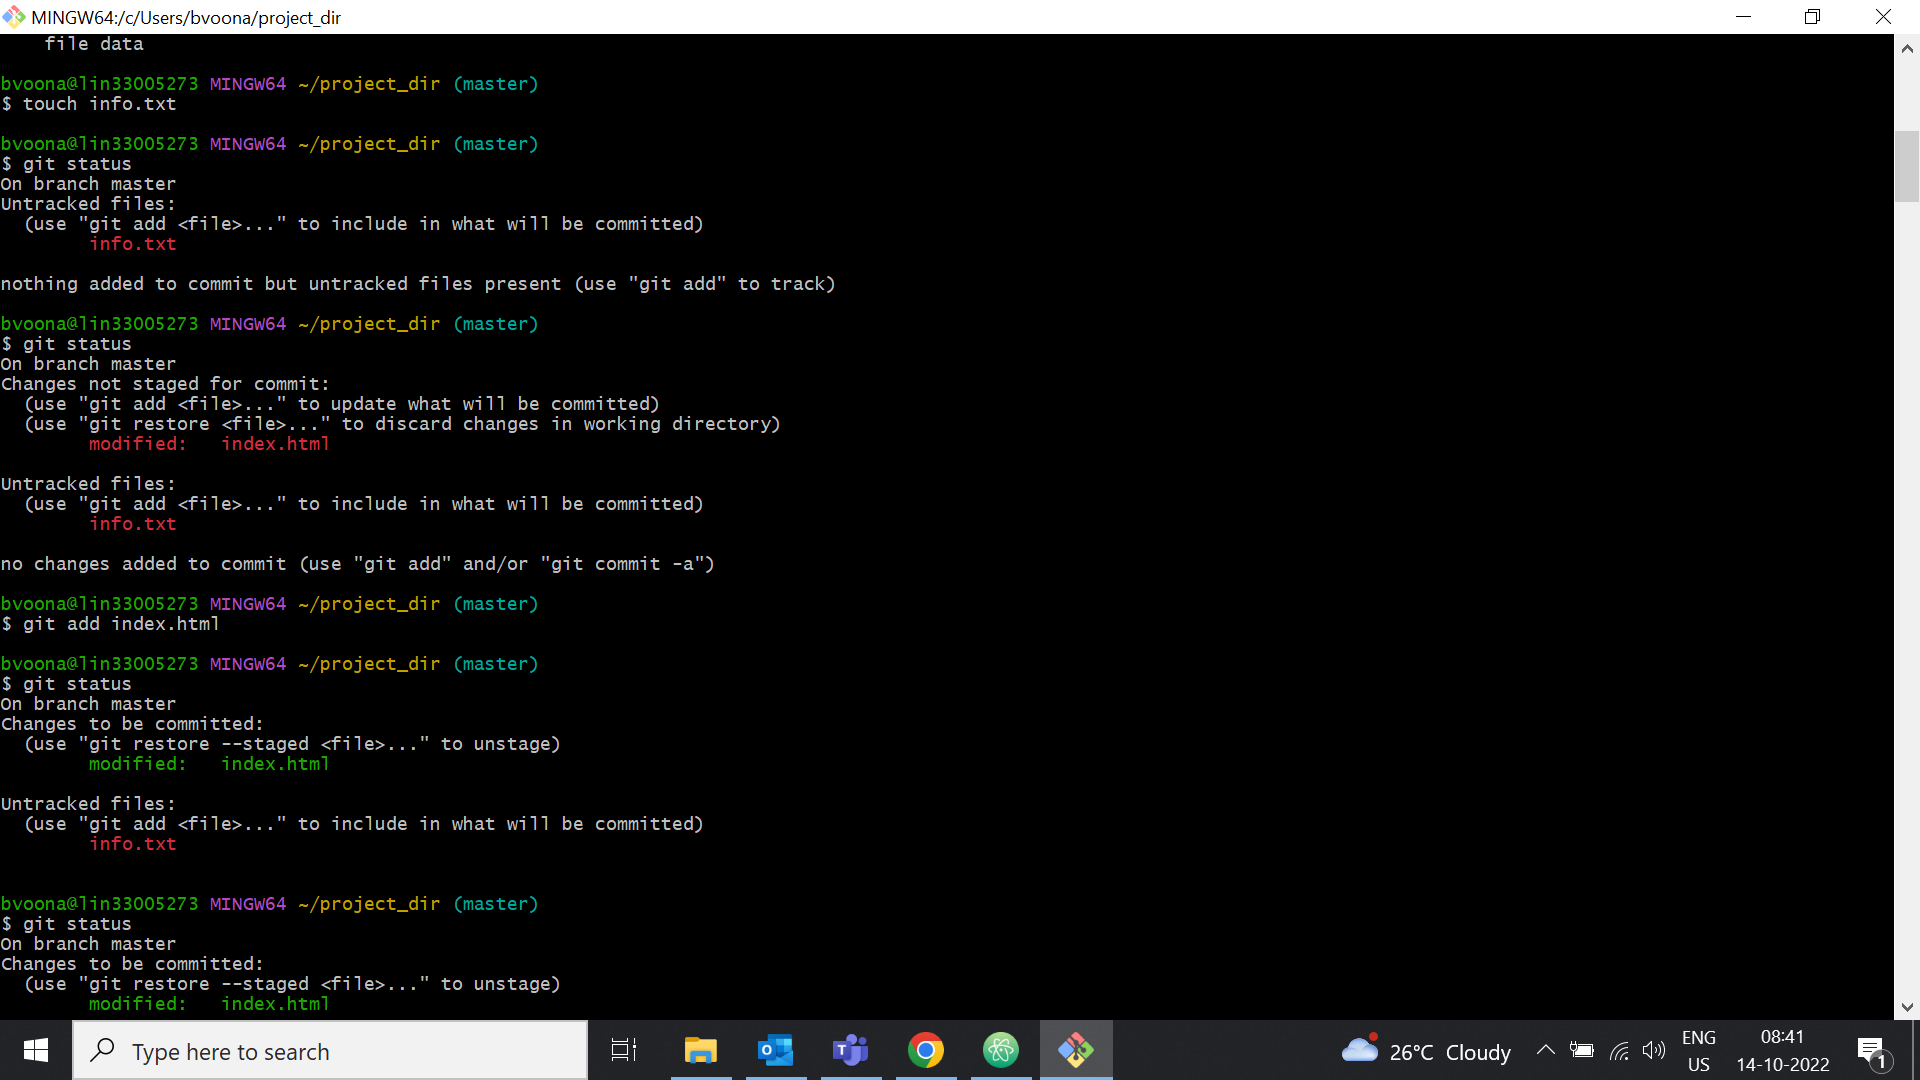 MINGW64:/c/Users/bvoona/project_dir
file data
bvoona@lin33005273 MINGW64 ~/project_dir (master)
$ touch info.txt
bvoona@lin33005273 MINGW64 ~/project_dir (master)
$ git status
On branch master
Untracked files:
  (use "git add <file>..." to include in what will be committed)
        info.txt
nothing added to commit but untracked files present (use "git add" to track)
bvoona@lin33005273 MINGW64 ~/project_dir (master)
$ git status
On branch master
Changes not staged for commit:
  (use "git add <file>..." to update what will be committed)
  (use "git restore <file>..." to discard changes in working directory)
        modified:   index.html
Untracked files:
  (use "git add <file>..." to include in what will be committed)
        info.txt
no changes added to commit (use "git add" and/or "git commit -a")
bvoona@lin33005273 MINGW64 ~/project_dir (master)
$ git add index.html
bvoona@lin33005273 MINGW64 ~/project_dir (master)
$ git status
On branch master
Changes to be committed:
  (use "git restore --staged <file>..." to unstage)
        modified:   index.html
Untracked files:
  (use "git add <file>..." to include in what will be committed)
        info.txt
bvoona@lin33005273 MINGW64 ~/project_dir (master)
$ git status
On branch master
Changes to be committed:
  (use "git restore --staged <file>..." to unstage)
        modified:   index.html
Type here to search
26°C Cloudy
ENG
US
08:41
14-10-2022
1